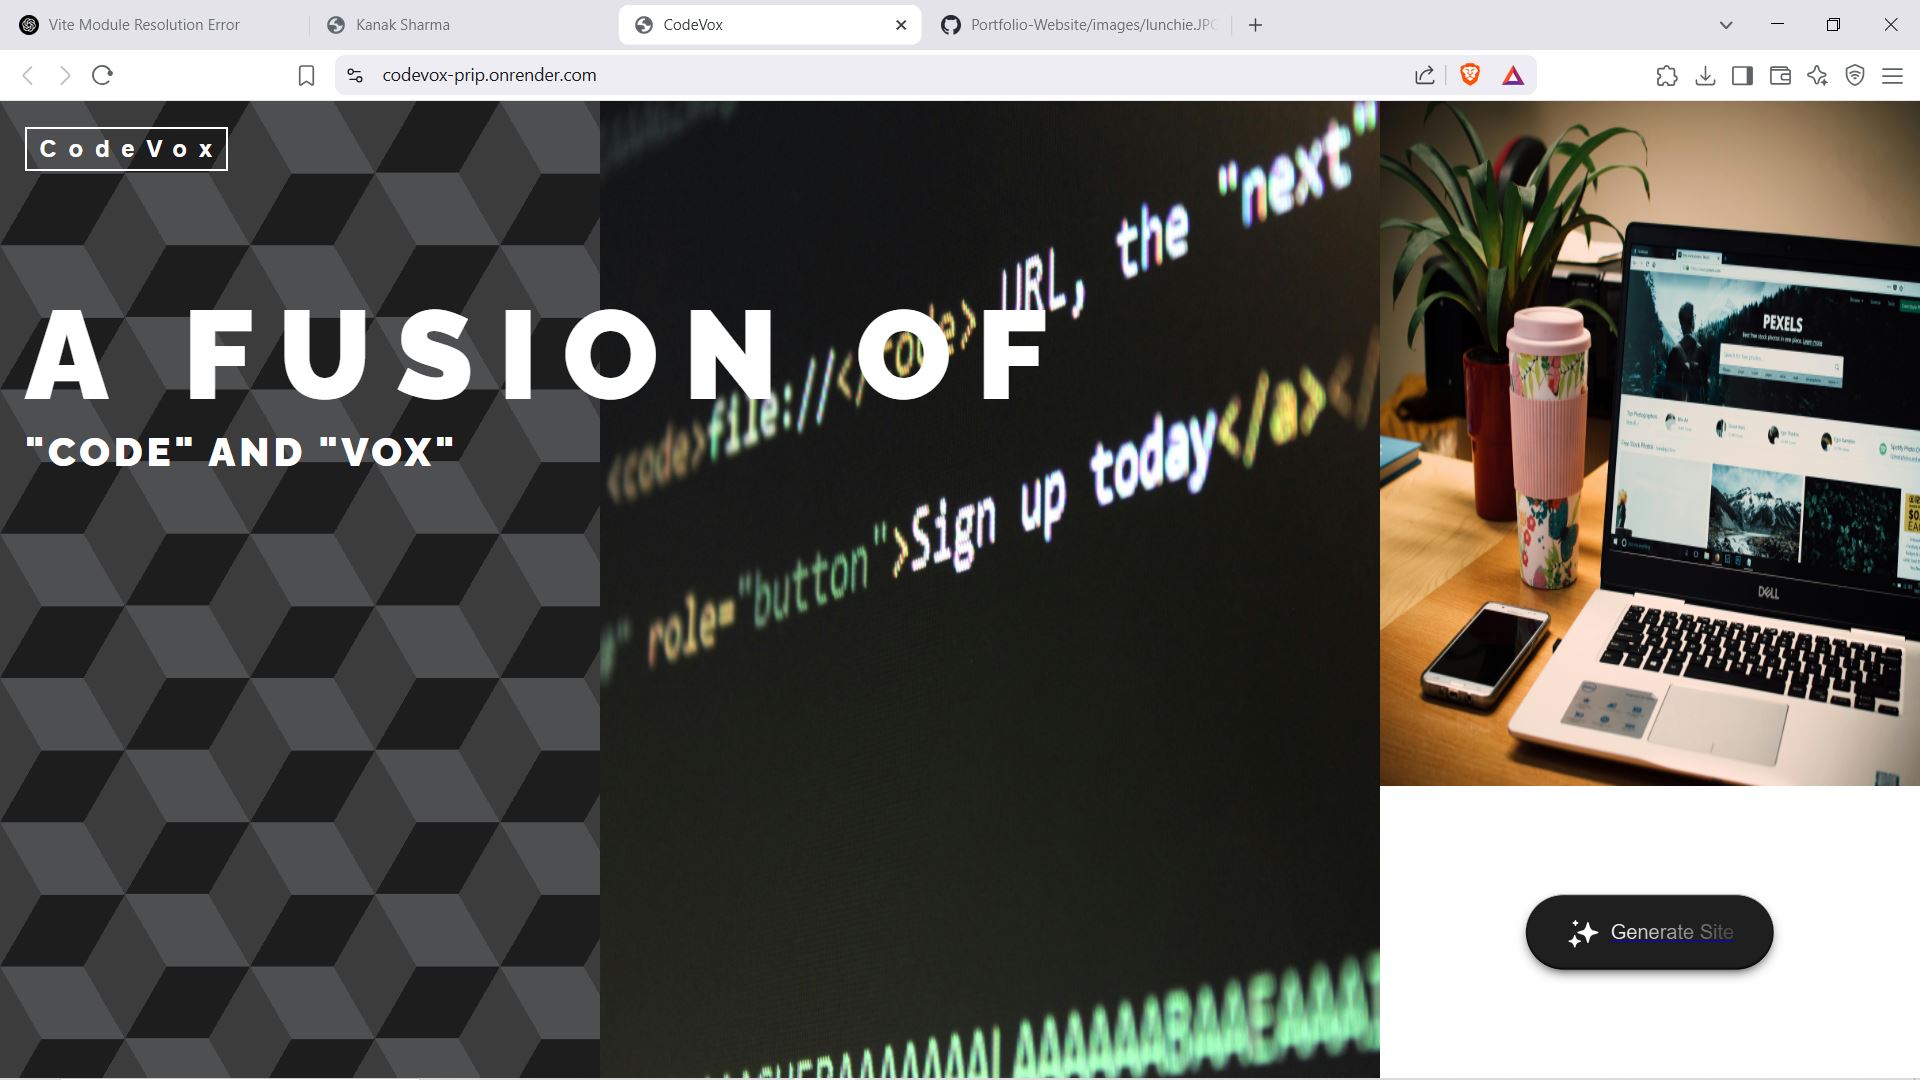 Vite Module Resolution Error
Kanak Sharma
CodeVox
Portfolio-Website/images/lunchie.JPG
codevox-prip.onrender.com
CodeVox
URL, the "next"
A FUSION OF
<code>file://</code>
"CODE" AND "VOX"
Sign up today</a></
role="button">
PEXELS
DELL
Generate Site